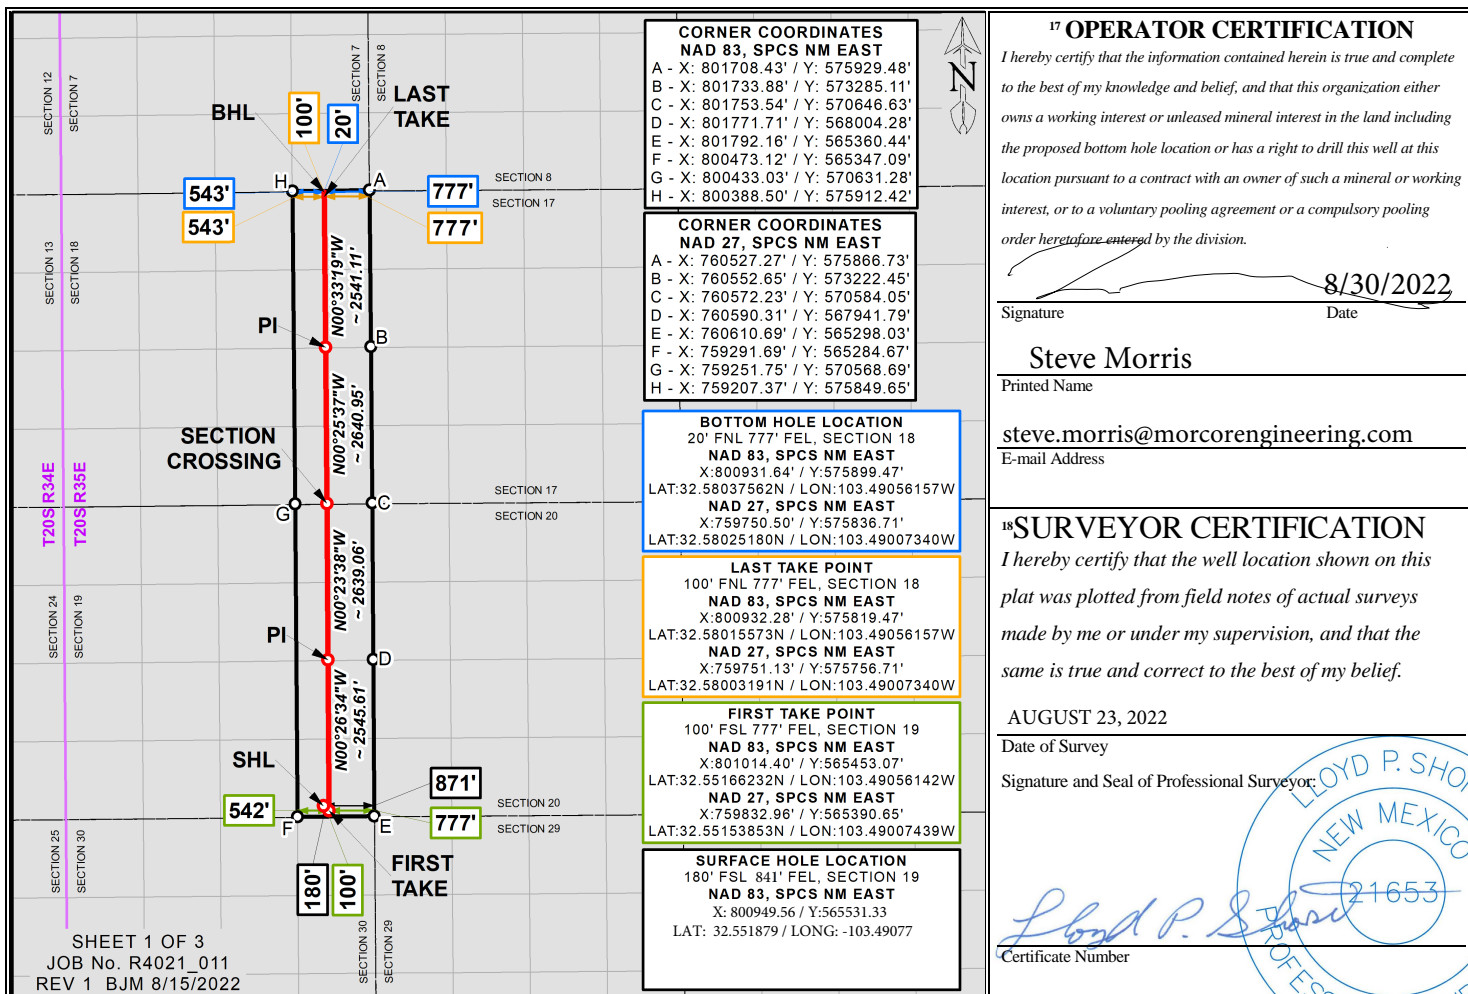 SECTION 12
SECTION 7
SECTION 7
SECTION 8
BHL
100'
20'
LAST
TAKE
H
A
543'
777'
SECTION 8
SECTION 17
543'
777'
SECTION 13
SECTION 18
N00°33'19"W
~ 2541.11'
PI
B
N00°25'37"W
~ 2640.95'
SECTION
CROSSING
T20S R34E
T20S R35E
G
C
SECTION 17
SECTION 20
N00°23'38"W
~ 2639.06'
SECTION 24
SECTION 19
PI
D
N00°26'34"W
~ 2545.61'
SHL
871'
542'
777'
SECTION 20
SECTION 29
F
E
SECTION 25
SECTION 30
180'
100'
FIRST
TAKE
SECTION 30
SECTION 29
SHEET 1 OF 3
JOB No. R4021_011
REV 1 BJM 8/15/2022
N
CORNER COORDINATES
NAD 83, SPCS NM EAST
A - X: 801708.43' / Y: 575929.48'
B - X: 801733.88' / Y: 573285.11'
C - X: 801753.54' / Y: 570646.63'
D - X: 801771.71' / Y: 568004.28'
E - X: 801792.16' / Y: 565360.44'
F - X: 800473.12' / Y: 565347.09'
G - X: 800433.03' / Y: 570631.28'
H - X: 800388.50' / Y: 575912.42'
CORNER COORDINATES
NAD 27, SPCS NM EAST
A - X: 760527.27' / Y: 575866.73'
B - X: 760552.65' / Y: 573222.45'
C - X: 760572.23' / Y: 570584.05'
D - X: 760590.31' / Y: 567941.79'
E - X: 760610.69' / Y: 565298.03'
F - X: 759291.69' / Y: 565284.67'
G - X: 759251.75' / Y: 570568.69'
H - X: 759207.37' / Y: 575849.65'
BOTTOM HOLE LOCATION
20' FNL 777' FEL, SECTION 18
NAD 83, SPCS NM EAST
X:800931.64' / Y:575899.47'
LAT:32.58037562N / LON:103.49056157W
NAD 27, SPCS NM EAST
X:759750.50' / Y:575836.71'
LAT:32.58025180N / LON:103.49007340W
LAST TAKE POINT
100' FNL 777' FEL, SECTION 18
NAD 83, SPCS NM EAST
X:800932.28' / Y:575819.47'
LAT:32.58015573N / LON:103.49056157W
NAD 27, SPCS NM EAST
X:759751.13' / Y:575756.71'
LAT:32.58003191N / LON:103.49007340W
FIRST TAKE POINT
100' FSL 777' FEL, SECTION 19
NAD 83, SPCS NM EAST
X:801014.40' / Y:565453.07'
LAT:32.55166232N / LON:103.49056142W
NAD 27, SPCS NM EAST
X:759832.96' / Y:565390.65'
LAT:32.55153853N / LON:103.49007439W
SURFACE HOLE LOCATION
180' FSL 841' FEL, SECTION 19
NAD 83, SPCS NM EAST
X: 800949.56 / Y:565531.33
LAT: 32.551879 / LONG: -103.49077
17 OPERATOR CERTIFICATION
I hereby certify that the information contained herein is true and complete
to the best of my knowledge and belief, and that this organization either
owns a working interest or unleased mineral interest in the land including
the proposed bottom hole location or has a right to drill this well at this
location pursuant to a contract with an owner of such a mineral or working
interest, or to a voluntary pooling agreement or a compulsory pooling
order heretofore entered by the division.
8/30/2022
Signature Date
Steve Morris
Printed Name
steve.morris@morcorengineering.com
E-mail Address
18SURVEYOR CERTIFICATION
I hereby certify that the well location shown on this
plat was plotted from field notes of actual surveys
made by me or under my supervision, and that the
sane is true and correct to the best of my belief.
AUGUST 23, 2022
Date of Survey
Signature and Seal of Professional Surveyor:
LLOYD P. SHO
NEW MEXICO
21653
Lloyd P. Short
PROFES
Certificate Number